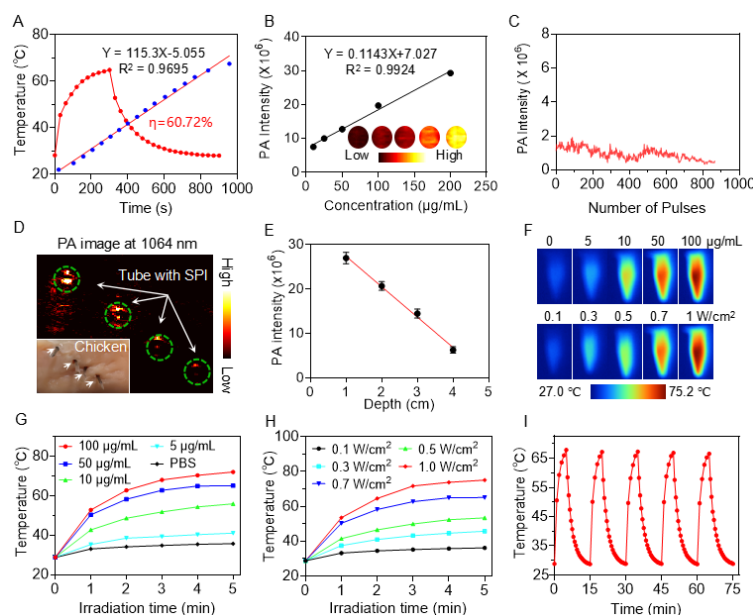 A
Temperature (℃)
80
60
40
20
0
200
400
600
800
1000
Time (s)
Y = 115.3X-5.055
R² = 0.9695
η=60.72%
B
PA Intensity (X 10⁶)
40
30
20
10
0
0
50
100
150
200
250
Concentration (µg/mL)
Y = 0.1143X+7.027
R² = 0.9924
Low
High
C
PA Intensity (X 10⁶)
8
6
4
2
0
0
200
400
600
800
1000
Number of Pulses
D
PA image at 1064 nm
Tube with SPI
Chicken
High
Low
E
PA intensity (X10⁶)
30
20
10
0
0
1
2
3
4
5
Depth (cm)
F
0 5 10 50 100 µg/mL
0.1 0.3 0.5 0.7 1 W/cm²
27.0 ℃
75.2 ℃
G
Temperature (℃)
100
80
60
40
20
0
1
2
3
4
5
Irradiation time (min)
100 µg/mL
50 µg/mL
10 µg/mL
5 µg/mL
PBS
H
Temperature (℃)
100
80
60
40
20
0
1
2
3
4
5
Irradiation time (min)
0.1 W/cm²
0.3 W/cm²
0.7 W/cm²
0.5 W/cm²
1.0 W/cm²
I
Temperature (℃)
75
65
55
45
35
25
0
15
30
45
60
75
Time (min)